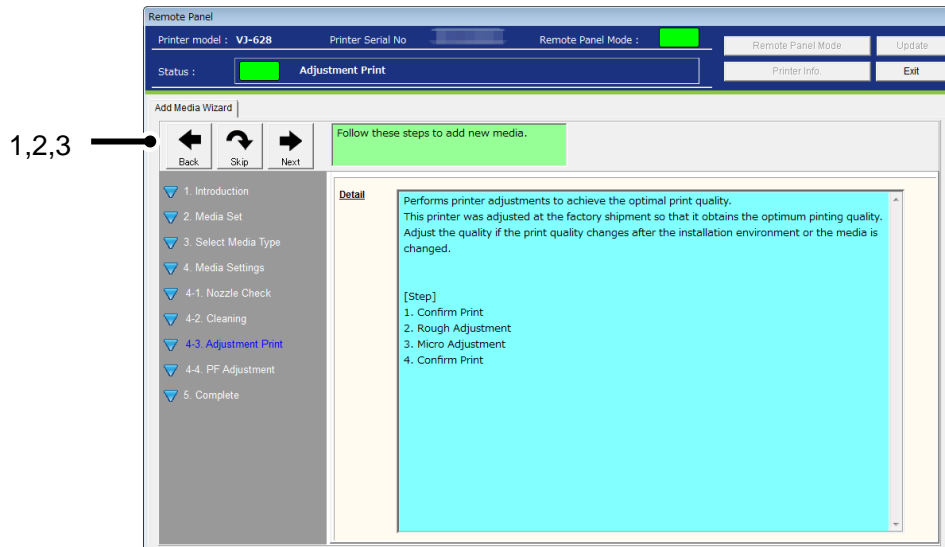 Remote Panel
Printer model : VJ-628 Printer Serial No Remote Panel Mode :
Remote Panel Mode Update
Status : Adjustment Print
Printer Info. Exit
Add Media Wizard
1,2,3
Back Skip Next
Follow these steps to add new media.
1. Introduction
2. Media Set
3. Select Media Type
4. Media Settings
4-1. Nozzle Check
4-2. Cleaning
4-3. Adjustment Print
4-4. PF Adjustment
5. Complete
Detail
Performs printer adjustments to achieve the optimal print quality.
This printer was adjusted at the factory shipment so that it obtains the optimum pinting quality.
Adjust the quality if the print quality changes after the installation environment or the media is
changed.
[Step]
1. Confirm Print
2. Rough Adjustment
3. Micro Adjustment
4. Confirm Print